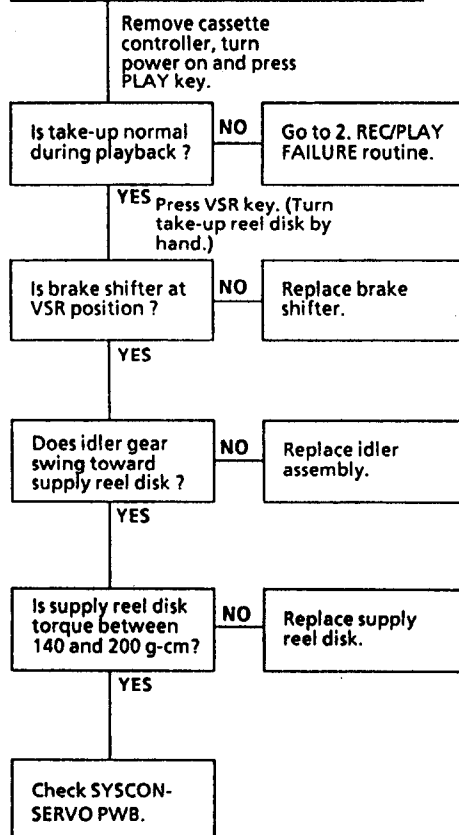 Remove cassette
controller, turn
power on and press
PLAY key.
Is take-up normal
during playback ?
NO
Go to 2. REC/PLAY
FAILURE routine.
YES
Press VSR key. (Turn
take-up reel disk by
hand.)
Is brake shifter at
VSR position ?
NO
Replace brake
shifter.
YES
Does idler gear
swing toward
supply reel disk ?
NO
Replace idler
assembly.
YES
Is supply reel disk
torque between
140 and 200 g-cm?
NO
Replace supply
reel disk.
YES
Check SYSCON-
SERVO PWB.